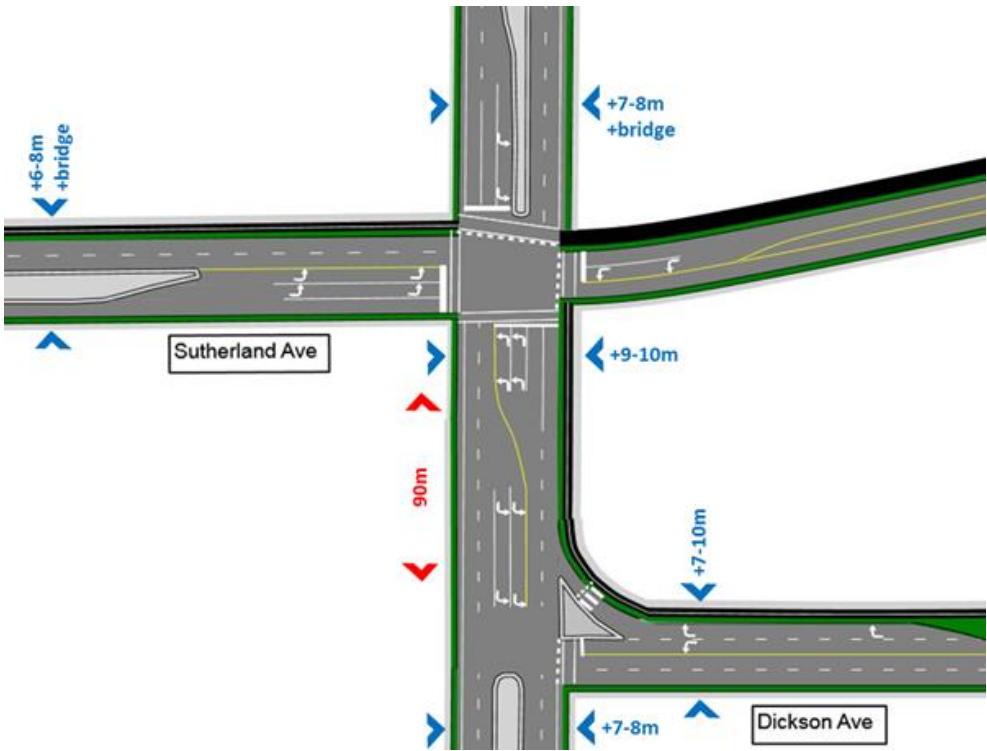 +7-8m
+bridge
+6-8m
+bridge
Sutherland Ave
+9-10m
90m
+7-10m
+7-8m
Dickson Ave